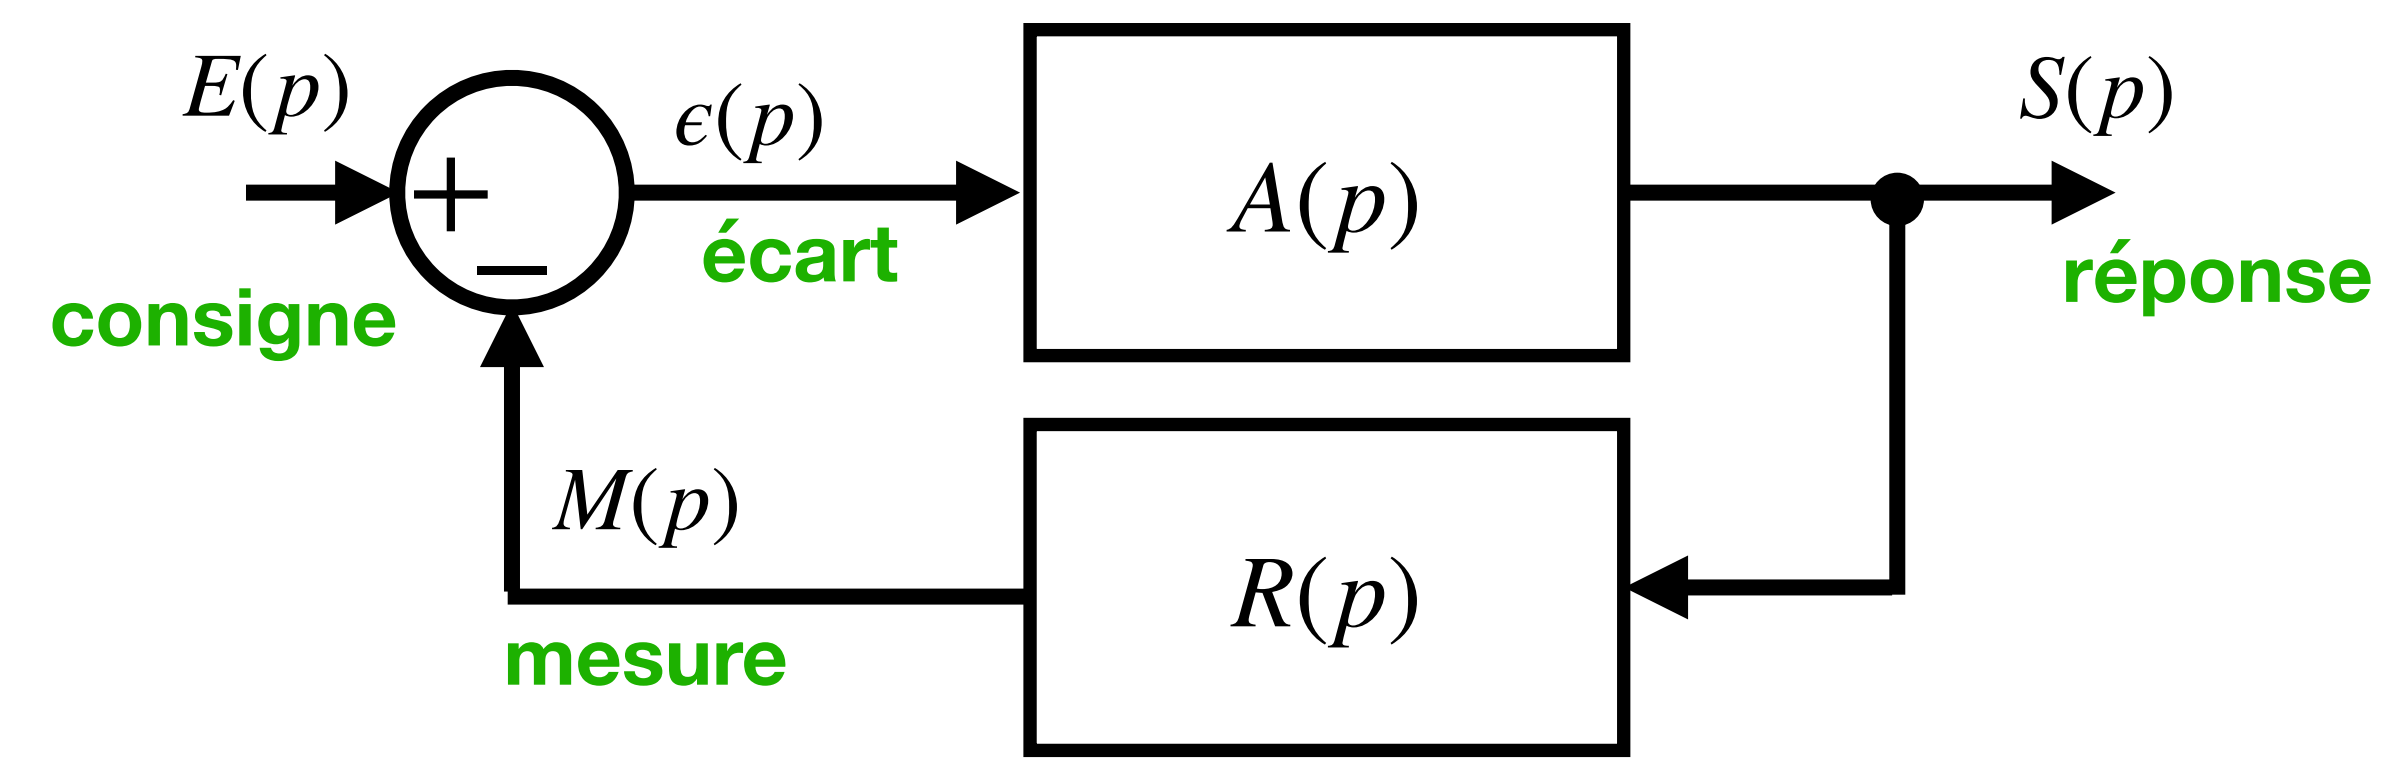 E(p)
+
−
consigne
ϵ(p)
écart
A(p)
S(p)
réponse
M(p)
mesure
R(p)